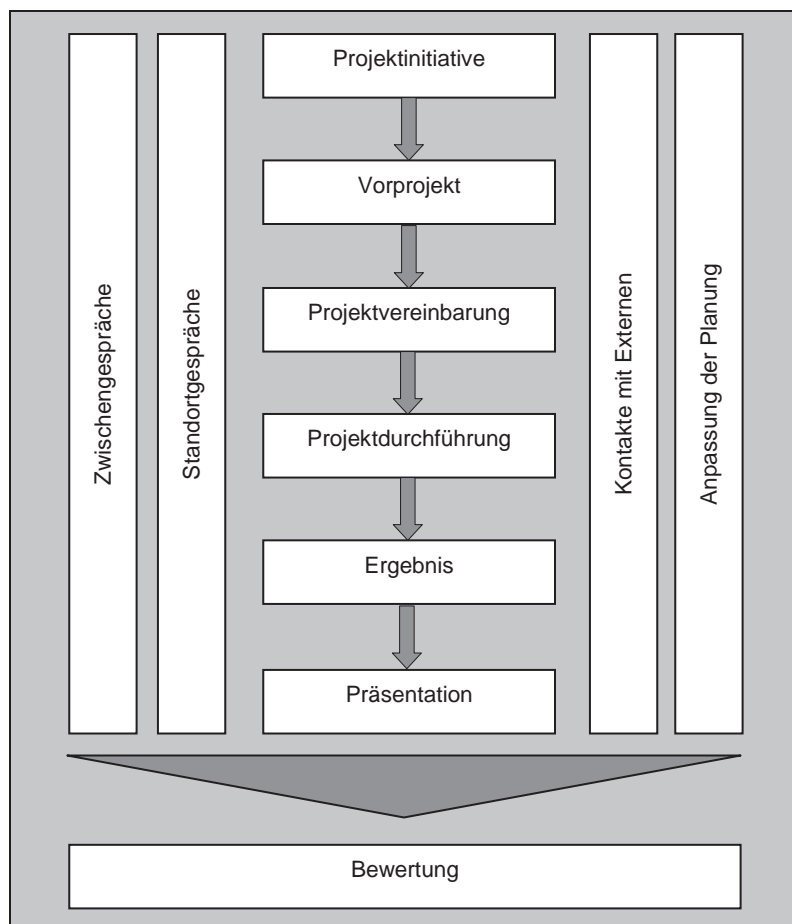 Projektinitiative
Vorprojekt
Projektvereinbarung
Projektdurchführung
Ergebnis
Präsentation
Zwischengespräche
Standortgespräche
Kontakte mit Externen
Anpassung der Planung
Bewertung